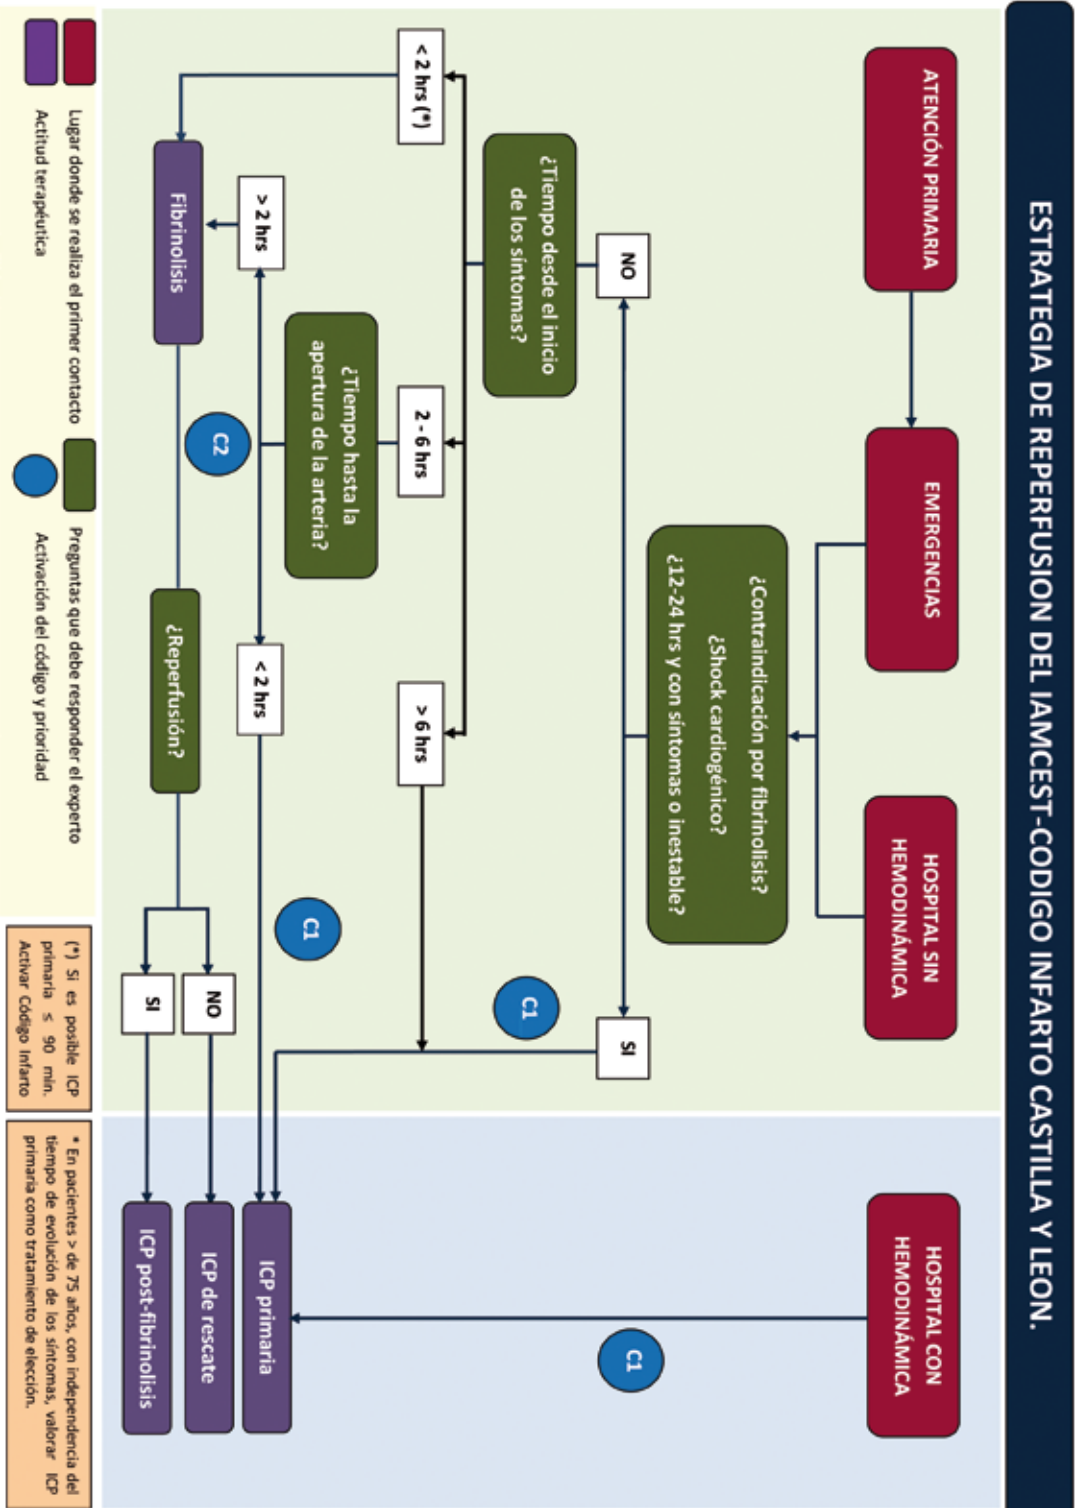 ESTRATEGIA DE REPERFUSION DEL IAMCEST-CODIGO INFARTO CASTILLA Y LEON.
ATENCIÓN PRIMARIA
EMERGENCIAS
HOSPITAL SIN
HEMODINÁMICA
HOSPITAL CON
HEMODINÁMICA
¿Contraindicación por fibrinolisis?
¿Shock cardiogénico?
¿12-24 hrs y con síntomas o inestable?
NO
SI
C1
C1
¿Tiempo desde el inicio
de los síntomas?
< 2 hrs (*)
2 - 6 hrs
> 6 hrs
¿Tiempo hasta la
apertura de la arteria?
C1
> 2 hrs
< 2 hrs
C2
Fibrinolisis
¿Reperfusión?
NO
SI
ICP primaria
ICP de rescate
ICP post-fibrinolisis
Lugar donde se realiza el primer contacto
Actitud terapéutica
Preguntas que debe responder el experto
Activación del código y prioridad
(*) Si es posible ICP
primaria ≤ 90 min.
Activar Código Infarto
* En pacientes > de 75 años, con independencia del
tiempo de evolución de los síntomas, valorar ICP
primaria como tratamiento de elección.